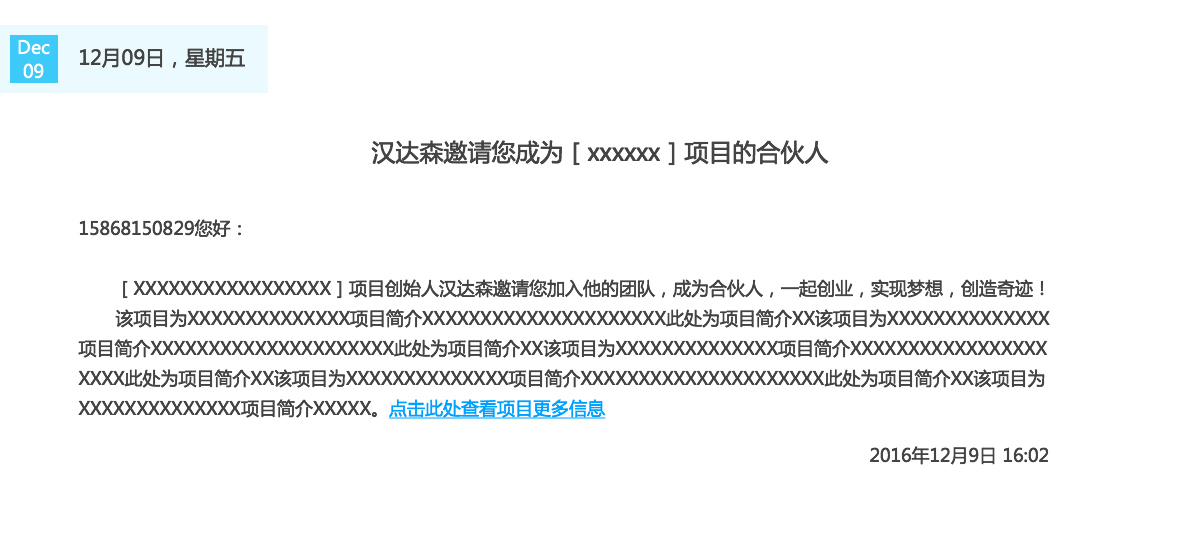 Dec
09
12月09日，星期五
汉达森邀请您成为 [ xxxxxx ] 项目的合伙人
15868150829您好：
[ XXXXXXXXXXXXXXXXX ] 项目创始人汉达森邀请您加入他的团队，成为合伙人，一起创业，实现梦想，创造奇迹！
该项目为XXXXXXXXXXXXXX项目简介XXXXXXXXXXXXXXXXXXXXX此处为项目简介XX该项目为XXXXXXXXXXXXXX
项目简介XXXXXXXXXXXXXXXXXXXXX此处为项目简介XX该项目为XXXXXXXXXXXXXX项目简介XXXXXXXXXXXXXXXXX
XXXX此处为项目简介XX该项目为XXXXXXXXXXXXXX项目简介XXXXXXXXXXXXXXXXXXXXX此处为项目简介XX该项目为
XXXXXXXXXXXXXX项目简介XXXXX。点击此处查看项目更多信息
2016年12月9日 16:02